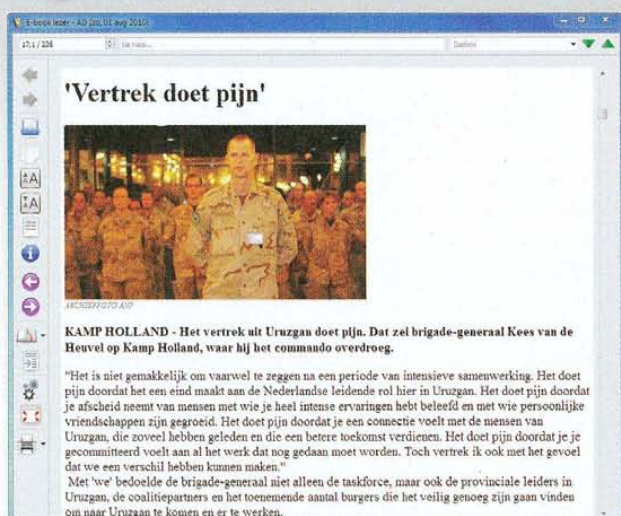 E-book lezer - AD (zo, 01 aug 2010)
17,1 / 226
Ga naar...
Zoeken
'Vertrek doet pijn'
ARCHIEFFOTO ANP
KAMP HOLLAND - Het vertrek uit Uruzgan doet pijn. Dat zei brigade-generaal Kees van de
Heuvel op Kamp Holland, waar hij het commando overdroeg.
"Het is niet gemakkelijk om vaarwel te zeggen na een periode van intensieve samenwerking. Het doet
pijn doordat het een eind maakt aan de Nederlandse leidende rol hier in Uruzgan. Het doet pijn doordat
je afscheid neemt van mensen met wie je heel intense ervaringen hebt beleefd en met wie persoonlijke
vriendschappen zijn gegroeid. Het doet pijn doordat je een connectie voelt met de mensen van
Uruzgan, die zoveel hebben geleden en die een betere toekomst verdienen. Het doet pijn doordat je je
gecommitteerd voelt aan al het werk dat nog gedaan moet worden. Toch vertrek ik ook met het gevoel
dat we een verschil hebben kunnen maken."
Met 'we' bedoelde de brigade-generaal niet alleen de taskforce, maar ook de provinciale leiders in
Uruzgan, de coalitiepartners en het toenemende aantal burgers die het veilig genoeg zijn gaan vinden
om naar Uruzgan te komen en er te werken.